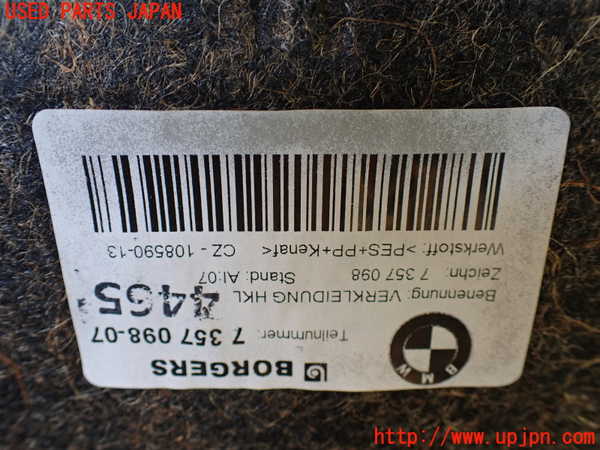 USED PARTS JAPAN
BORGERS
BMW
Teilnummer: 7 357 098-07
Benennung: VERKLEIDUNG HKL
4465
Zeichn: 7 357 098 Stand: AI:07
Werkstoff: >PES+PP+Kenaf< CZ - 108590-13
http://www.upjpn.com/